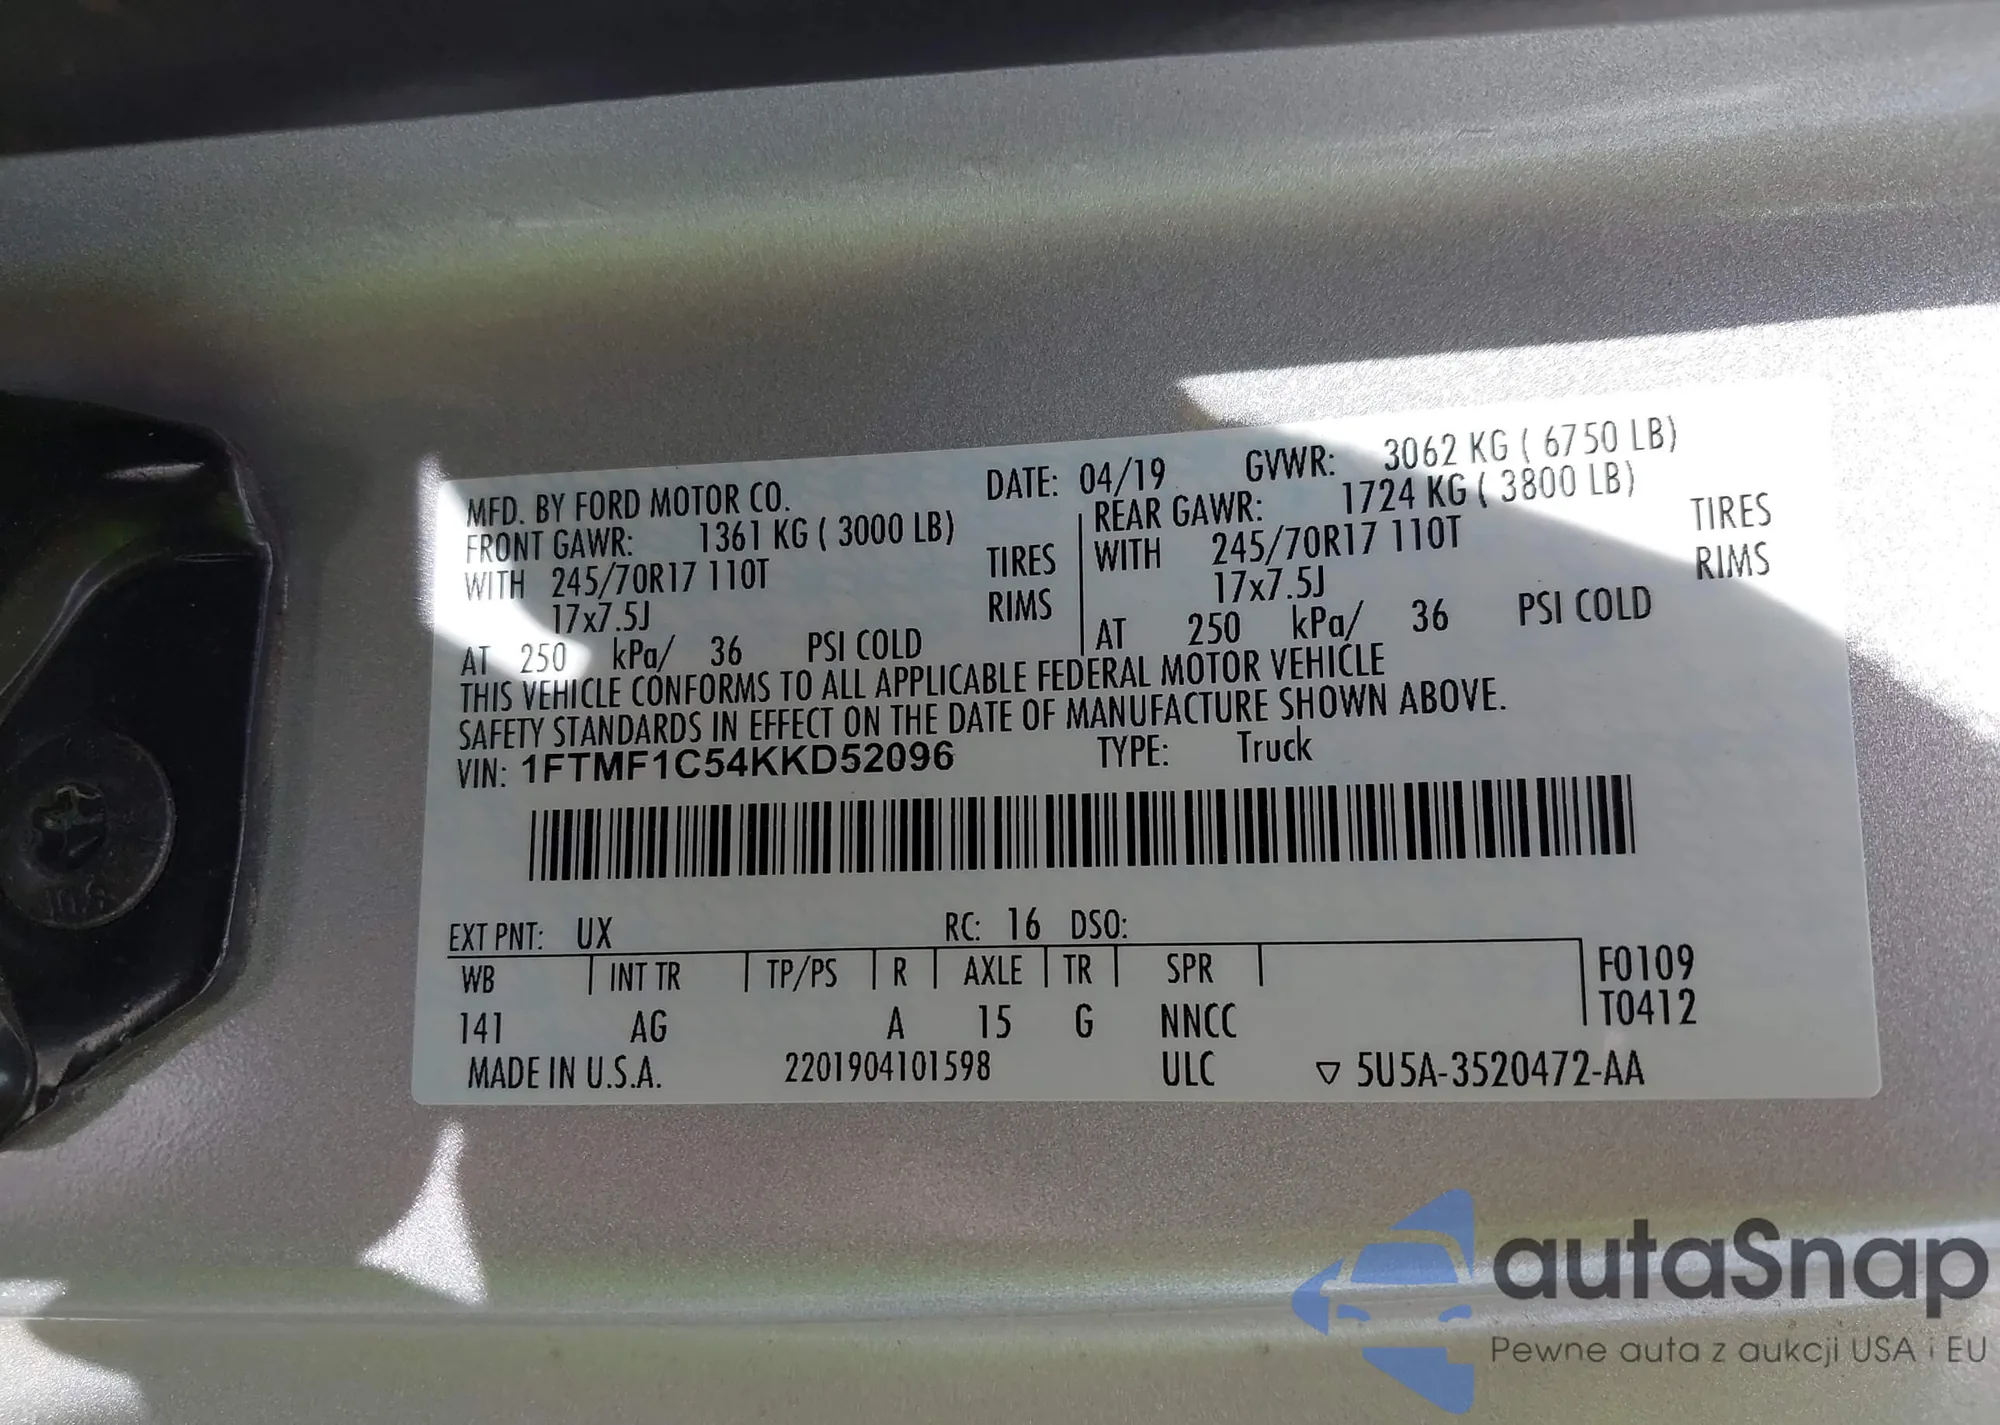 MFD. BY FORD MOTOR CO. DATE: 04/19 GVWR: 3062 KG ( 6750 LB)
FRONT GAWR: 1361 KG ( 3000 LB)
WITH 245/70R17 110T TIRES
17x7.5J RIMS
AT 250 kPa/ 36 PSI COLD
REAR GAWR: 1724 KG ( 3800 LB)
WITH 245/70R17 110T TIRES
17x7.5J RIMS
AT 250 kPa/ 36 PSI COLD
THIS VEHICLE CONFORMS TO ALL APPLICABLE FEDERAL MOTOR VEHICLE
SAFETY STANDARDS IN EFFECT ON THE DATE OF MANUFACTURE SHOWN ABOVE.
VIN: 1FTMF1C54KKD52096 TYPE: Truck
EXT PNT: UX RC: 16 DSO:
WB INT TR TP/PS R AXLE TR SPR F0109
141 AG A 15 G NNCC T0412
MADE IN U.S.A. 2201904101598 ULC ▽ 5U5A-3520472-AA
autaSnap
Pewne auta z aukcji USA i EU